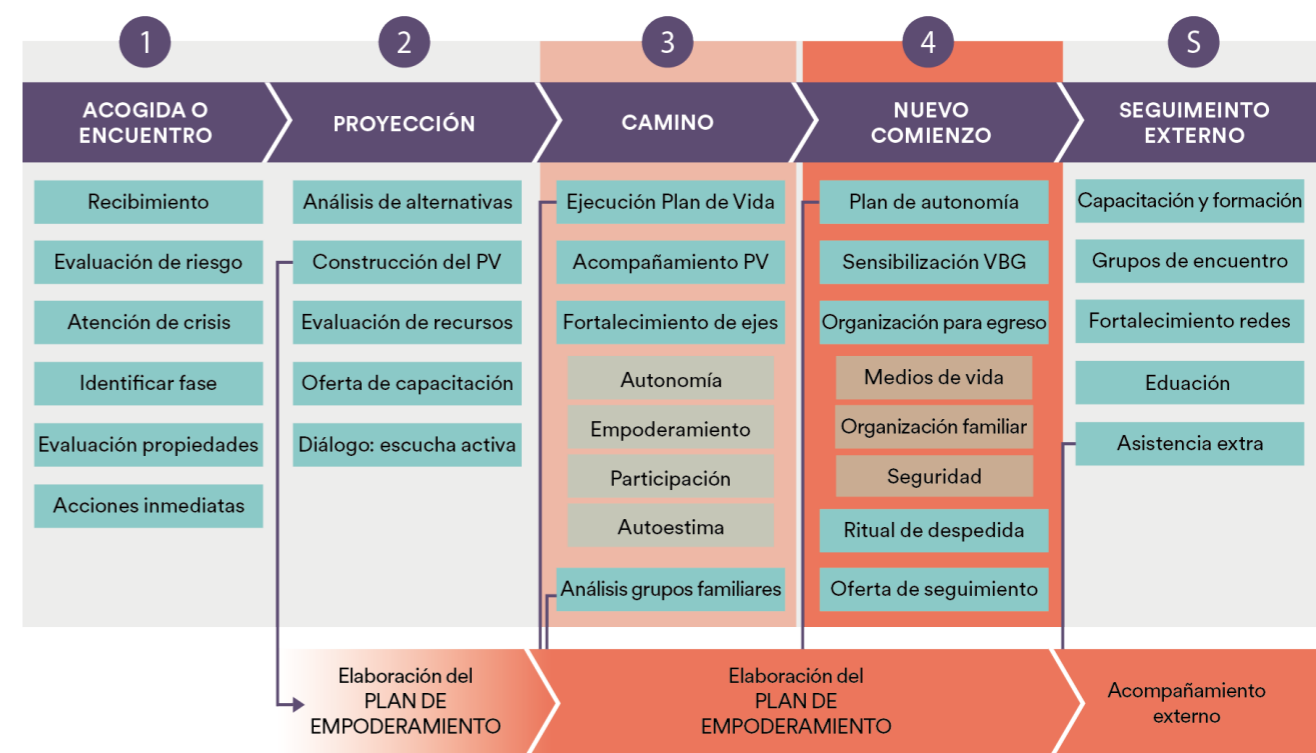 1
2
3
4
S
ACOGIDA O
ENCUENTRO
PROYECCIÓN
CAMINO
NUEVO
COMIENZO
SEGUIMEINTO
EXTERNO
Recibimiento
Evaluación de riesgo
Atención de crisis
Identificar fase
Evaluación propiedades
Acciones inmediatas
Análisis de alternativas
Construcción del PV
Evaluación de recursos
Oferta de capacitación
Diálogo: escucha activa
Ejecución Plan de Vida
Acompañamiento PV
Fortalecimiento de ejes
Autonomía
Empoderamiento
Participación
Autoestima
Análisis grupos familiares
Plan de autonomía
Sensibilización VBG
Organización para egreso
Medios de vida
Organización familiar
Seguridad
Ritual de despedida
Oferta de seguimiento
Capacitación y formación
Grupos de encuentro
Fortalecimiento redes
Eduación
Asistencia extra
Elaboración del
PLAN DE
EMPODERAMIENTO
Elaboración del
PLAN DE
EMPODERAMIENTO
Acompañamiento
externo